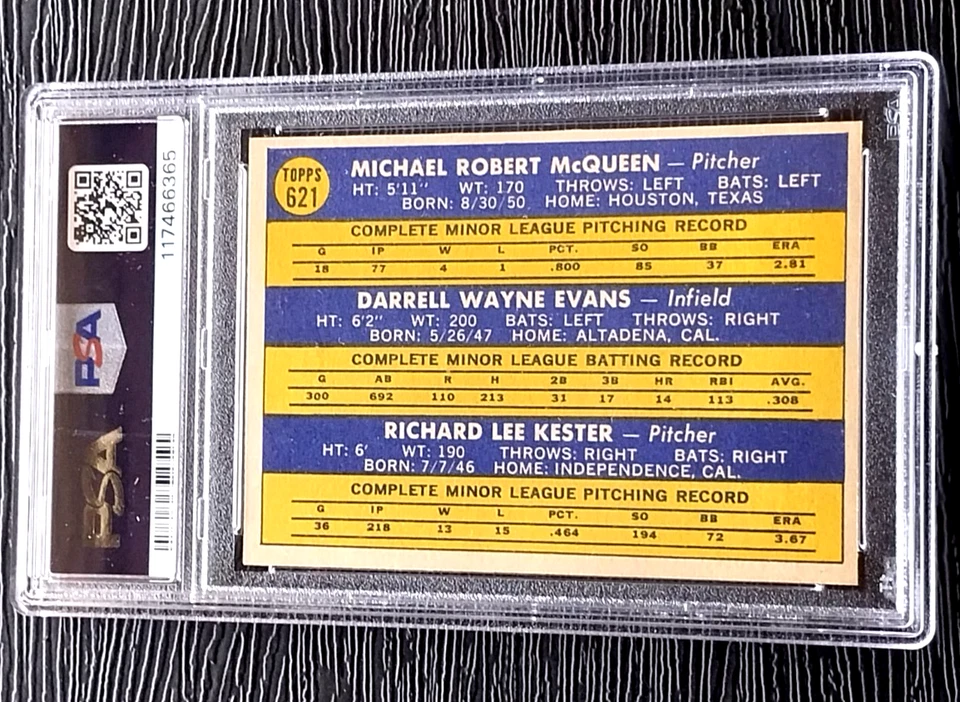 117466365
PSA
PSA
TOPPS
621
MICHAEL ROBERT McQUEEN — Pitcher
HT: 5'11" WT: 170 THROWS: LEFT BATS: LEFT
BORN: 8/30/50 HOME: HOUSTON, TEXAS
COMPLETE MINOR LEAGUE PITCHING RECORD
G IP W L PCT. SO BB ERA
18 77 4 1 .800 85 37 2.81
DARRELL WAYNE EVANS — Infield
HT: 6'2" WT: 200 BATS: LEFT THROWS: RIGHT
BORN: 5/26/47 HOME: ALTADENA, CAL.
COMPLETE MINOR LEAGUE BATTING RECORD
G AB R H 2B 3B HR RBI AVG.
300 692 110 213 31 17 14 113 .308
RICHARD LEE KESTER — Pitcher
HT: 6' WT: 190 THROWS: RIGHT BATS: RIGHT
BORN: 7/7/46 HOME: INDEPENDENCE, CAL.
COMPLETE MINOR LEAGUE PITCHING RECORD
G IP W L PCT. SO BB ERA
36 218 13 15 .464 194 72 3.67
PSA